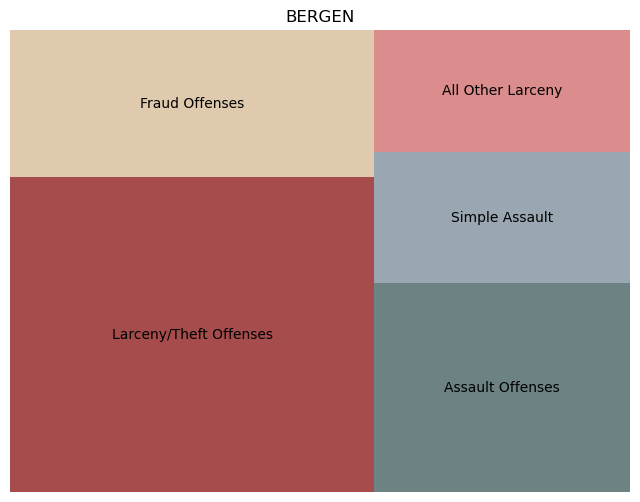 BERGEN
Fraud Offenses
All Other Larceny
Simple Assault
Larceny/Theft Offenses
Assault Offenses